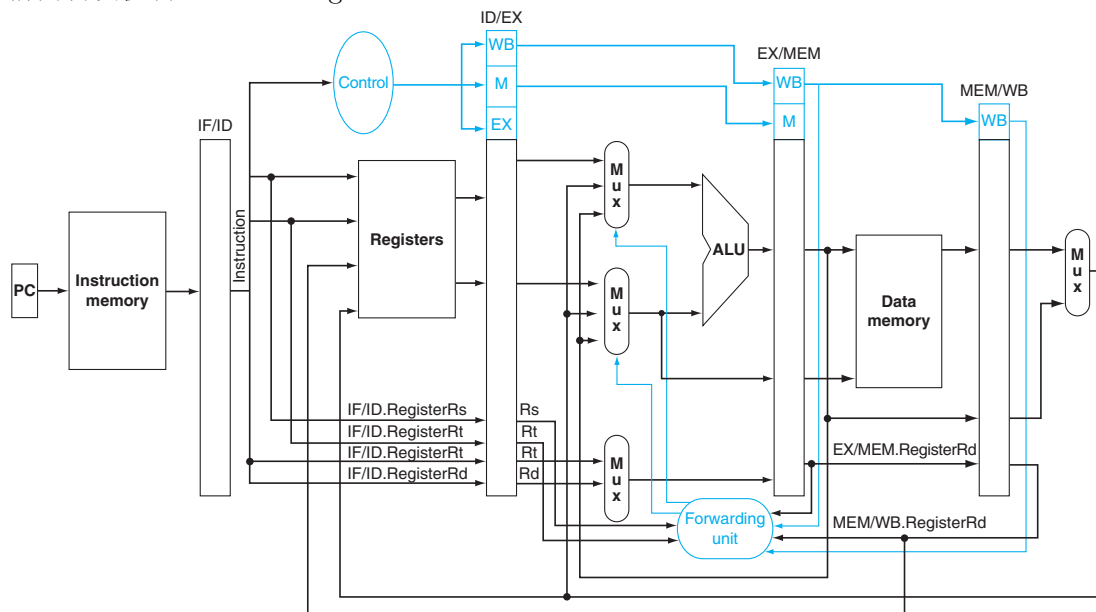 ID/EX
WB
EX/MEM
Control
M
WB
MEM/WB
IF/ID
EX
M
WB
M
u
x
Registers
Instruction
ALU
M
u
x
PC
Instruction
memory
M
u
x
Data
memory
IF/ID.RegisterRs
Rs
IF/ID.RegisterRt
Rt
IF/ID.RegisterRt
Rt
EX/MEM.RegisterRd
IF/ID.RegisterRd
Rd
M
u
x
Forwarding
unit
MEM/WB.RegisterRd